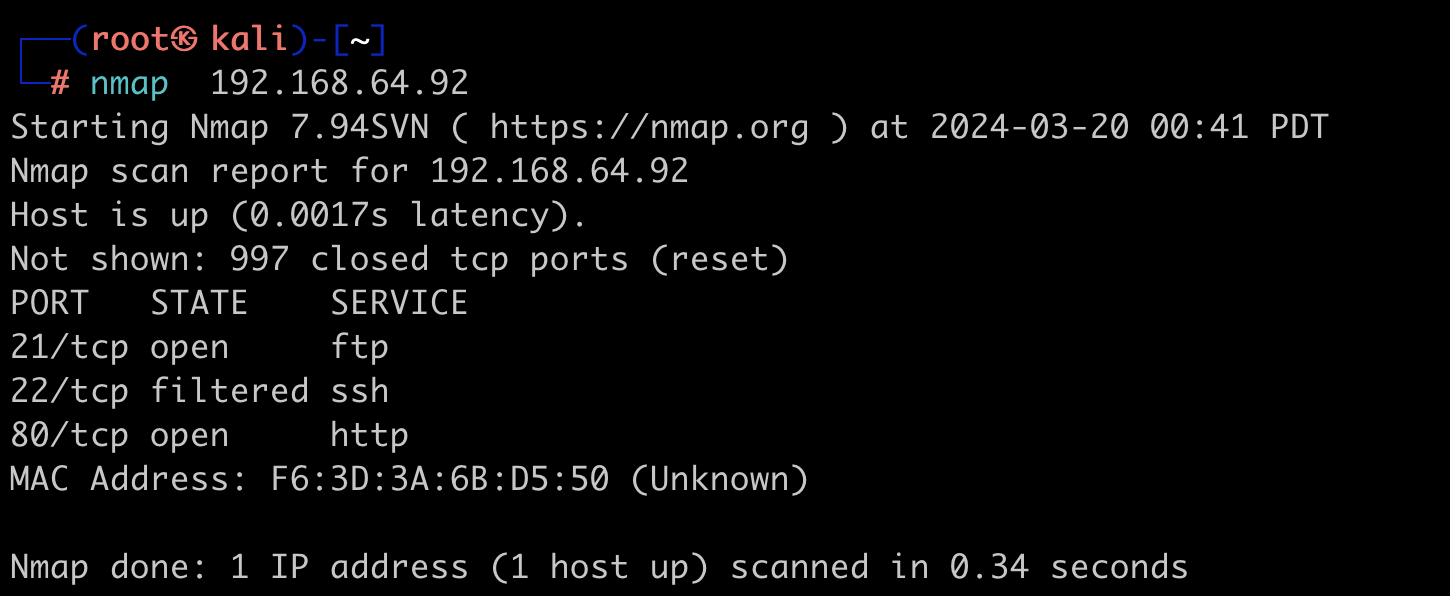 ┌──(root㉿kali)-[~]
└─# nmap  192.168.64.92
Starting Nmap 7.94SVN ( https://nmap.org ) at 2024-03-20 00:41 PDT
Nmap scan report for 192.168.64.92
Host is up (0.0017s latency).
Not shown: 997 closed tcp ports (reset)
PORT   STATE    SERVICE
21/tcp open     ftp
22/tcp filtered ssh
80/tcp open     http
MAC Address: F6:3D:3A:6B:D5:50 (Unknown)

Nmap done: 1 IP address (1 host up) scanned in 0.34 seconds